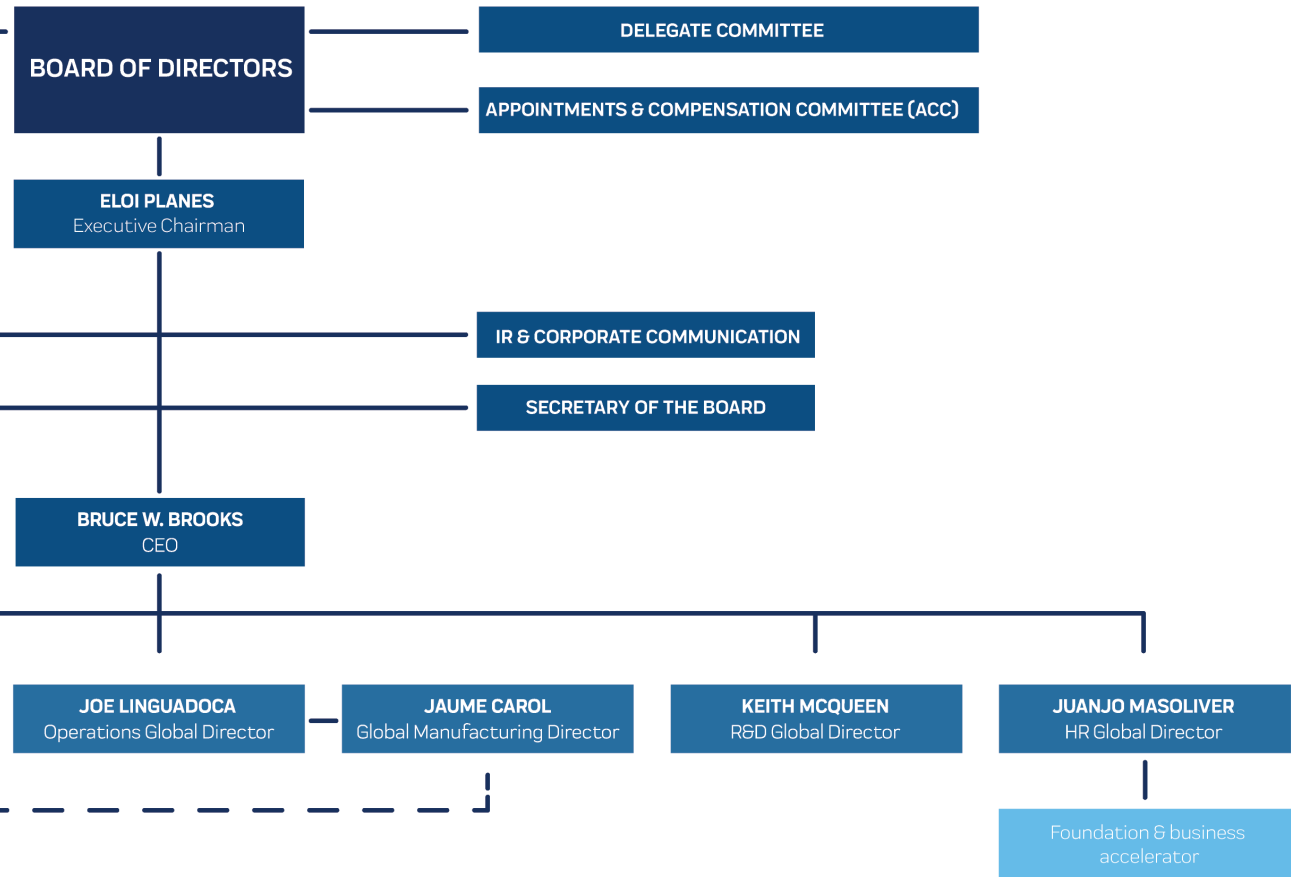 BOARD OF DIRECTORS
DELEGATE COMMITTEE
APPOINTMENTS & COMPENSATION COMMITTEE (ACC)
ELOI PLANES
Executive Chairman
IR & CORPORATE COMMUNICATION
SECRETARY OF THE BOARD
BRUCE W. BROOKS
CEO
JOE LINGUADOCA
Operations Global Director
JAUME CAROL
Global Manufacturing Director
KEITH MCQUEEN
R&D Global Director
JUANJO MASOLIVER
HR Global Director
Foundation & business
accelerator